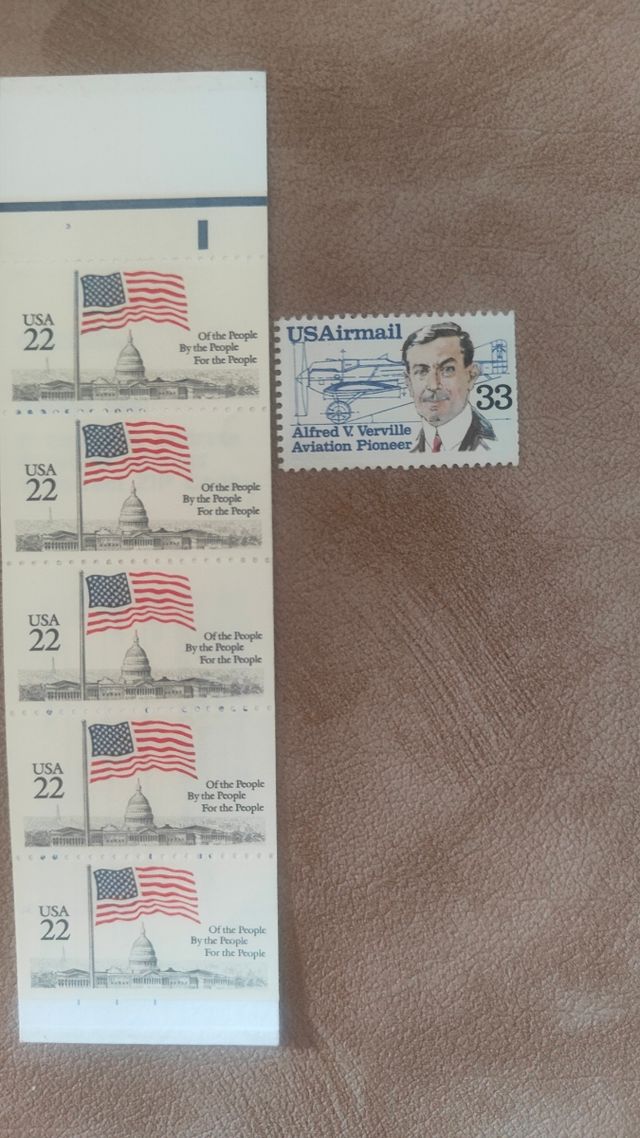 3
USA
22
Of the People
By the People
For the People
USA
22
Of the People
By the People
For the People
USA
22
Of the People
By the People
For the People
USA
22
Of the People
By the People
For the People
USA
22
Of the People
By the People
For the People
USAirmail
33
Alfred V. Verville
Aviation Pioneer